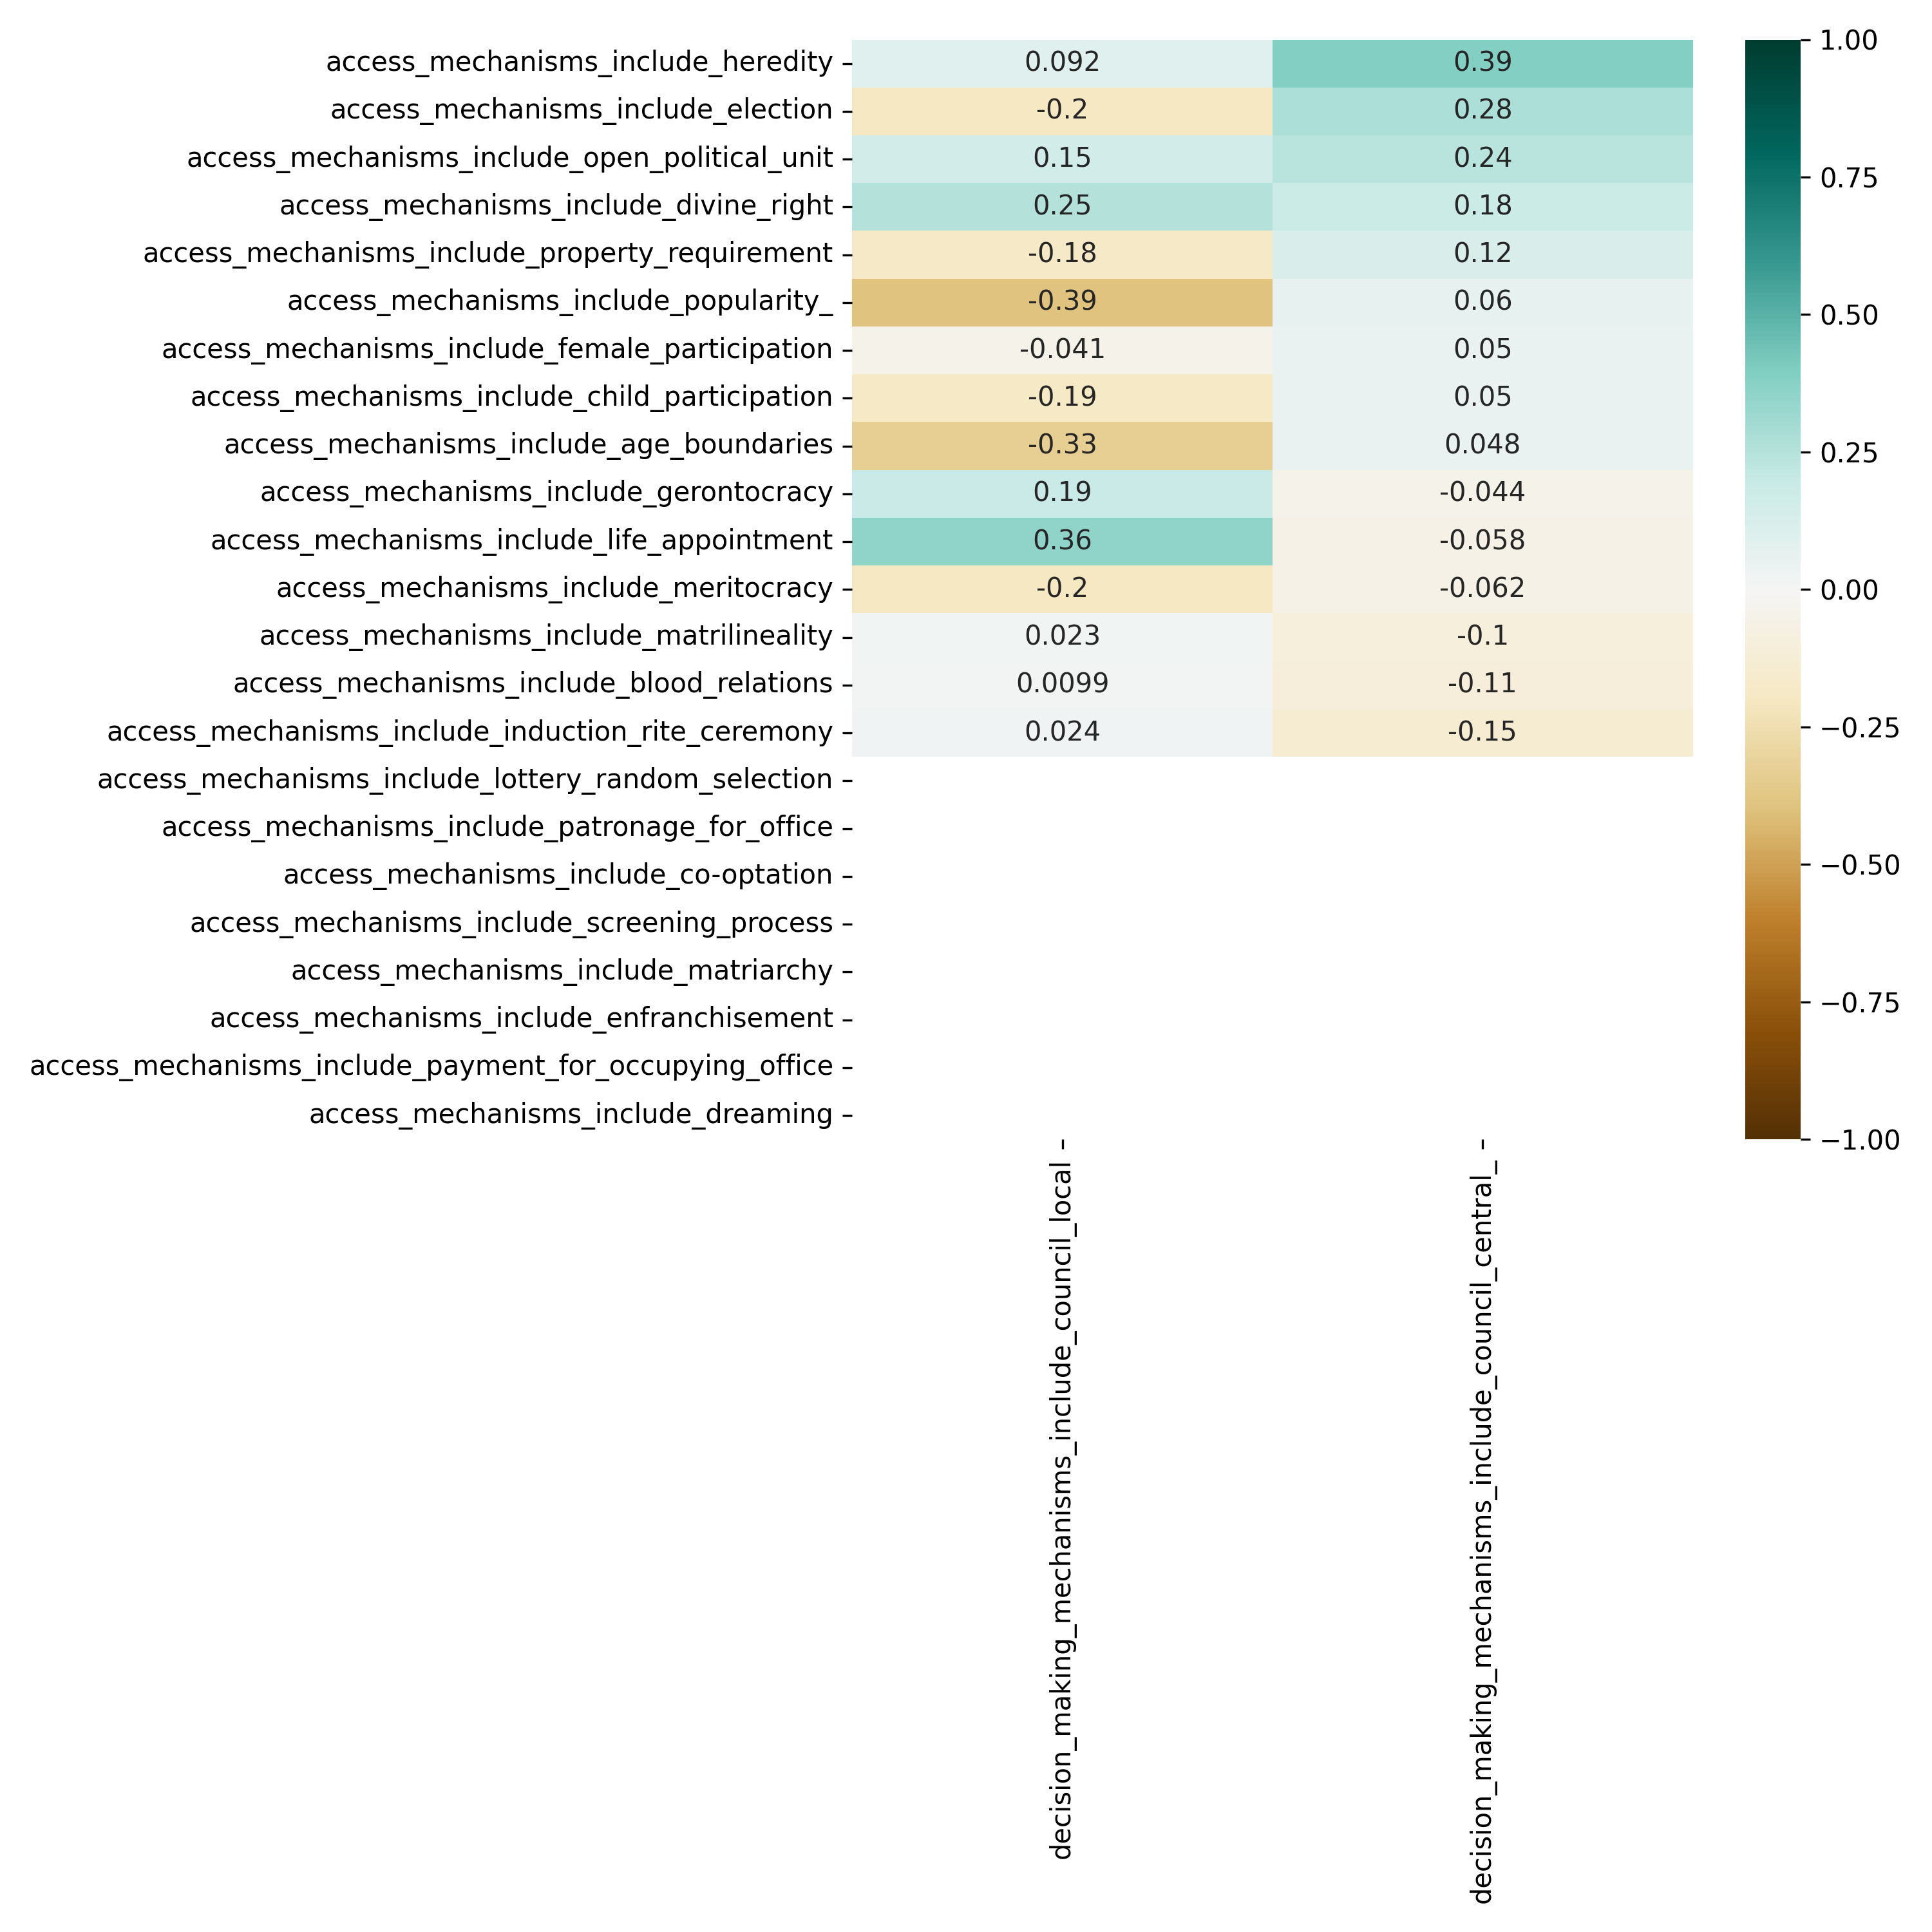 access_mechanisms_include_heredity 0.092 0.39 1.00
access_mechanisms_include_election -0.2 0.28
access_mechanisms_include_open_political_unit 0.15 0.24 0.75
access_mechanisms_include_divine_right 0.25 0.18
access_mechanisms_include_property_requirement -0.18 0.12
access_mechanisms_include_popularity_ -0.39 0.06 0.50
access_mechanisms_include_female_participation -0.041 0.05
access_mechanisms_include_child_participation -0.19 0.05
access_mechanisms_include_age_boundaries -0.33 0.048 0.25
access_mechanisms_include_gerontocracy 0.19 -0.044
access_mechanisms_include_life_appointment 0.36 -0.058
access_mechanisms_include_meritocracy -0.2 -0.062 0.00
access_mechanisms_include_matrilineality 0.023 -0.1
access_mechanisms_include_blood_relations 0.0099 -0.11
access_mechanisms_include_induction_rite_ceremony 0.024 -0.15 −0.25
access_mechanisms_include_lottery_random_selection
access_mechanisms_include_patronage_for_office
access_mechanisms_include_co-optation −0.50
access_mechanisms_include_screening_process
access_mechanisms_include_matriarchy
access_mechanisms_include_enfranchisement −0.75
access_mechanisms_include_payment_for_occupying_office
access_mechanisms_include_dreaming −1.00
decision_making_mechanisms_include_council_local
decision_making_mechanisms_include_council_central_